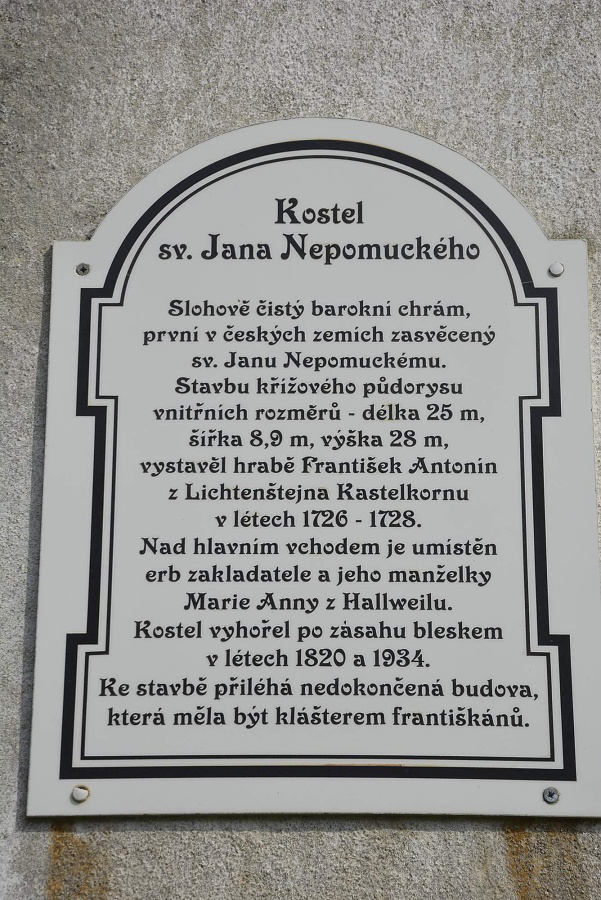 Kostel
sv. Jana Nepomuckého
Slohově čistý barokní chrám,
první v českých zemích zasvěcený
sv. Janu Nepomuckému.
Stavbu křížového půdorysu
vnitřních rozměrů - délka 25 m,
šířka 8,9 m, výška 28 m,
vystavěl hrabě František Antonín
z Lichtenštejna Kastelkornu
v létech 1726 - 1728.
Nad hlavním vchodem je umístěn
erb zakladatele a jeho manželky
Marie Anny z Hallweilu.
Kostel vyhořel po zásahu bleskem
v létech 1820 a 1934.
Ke stavbě přiléhá nedokončená budova,
která měla být klášterem františkánů.